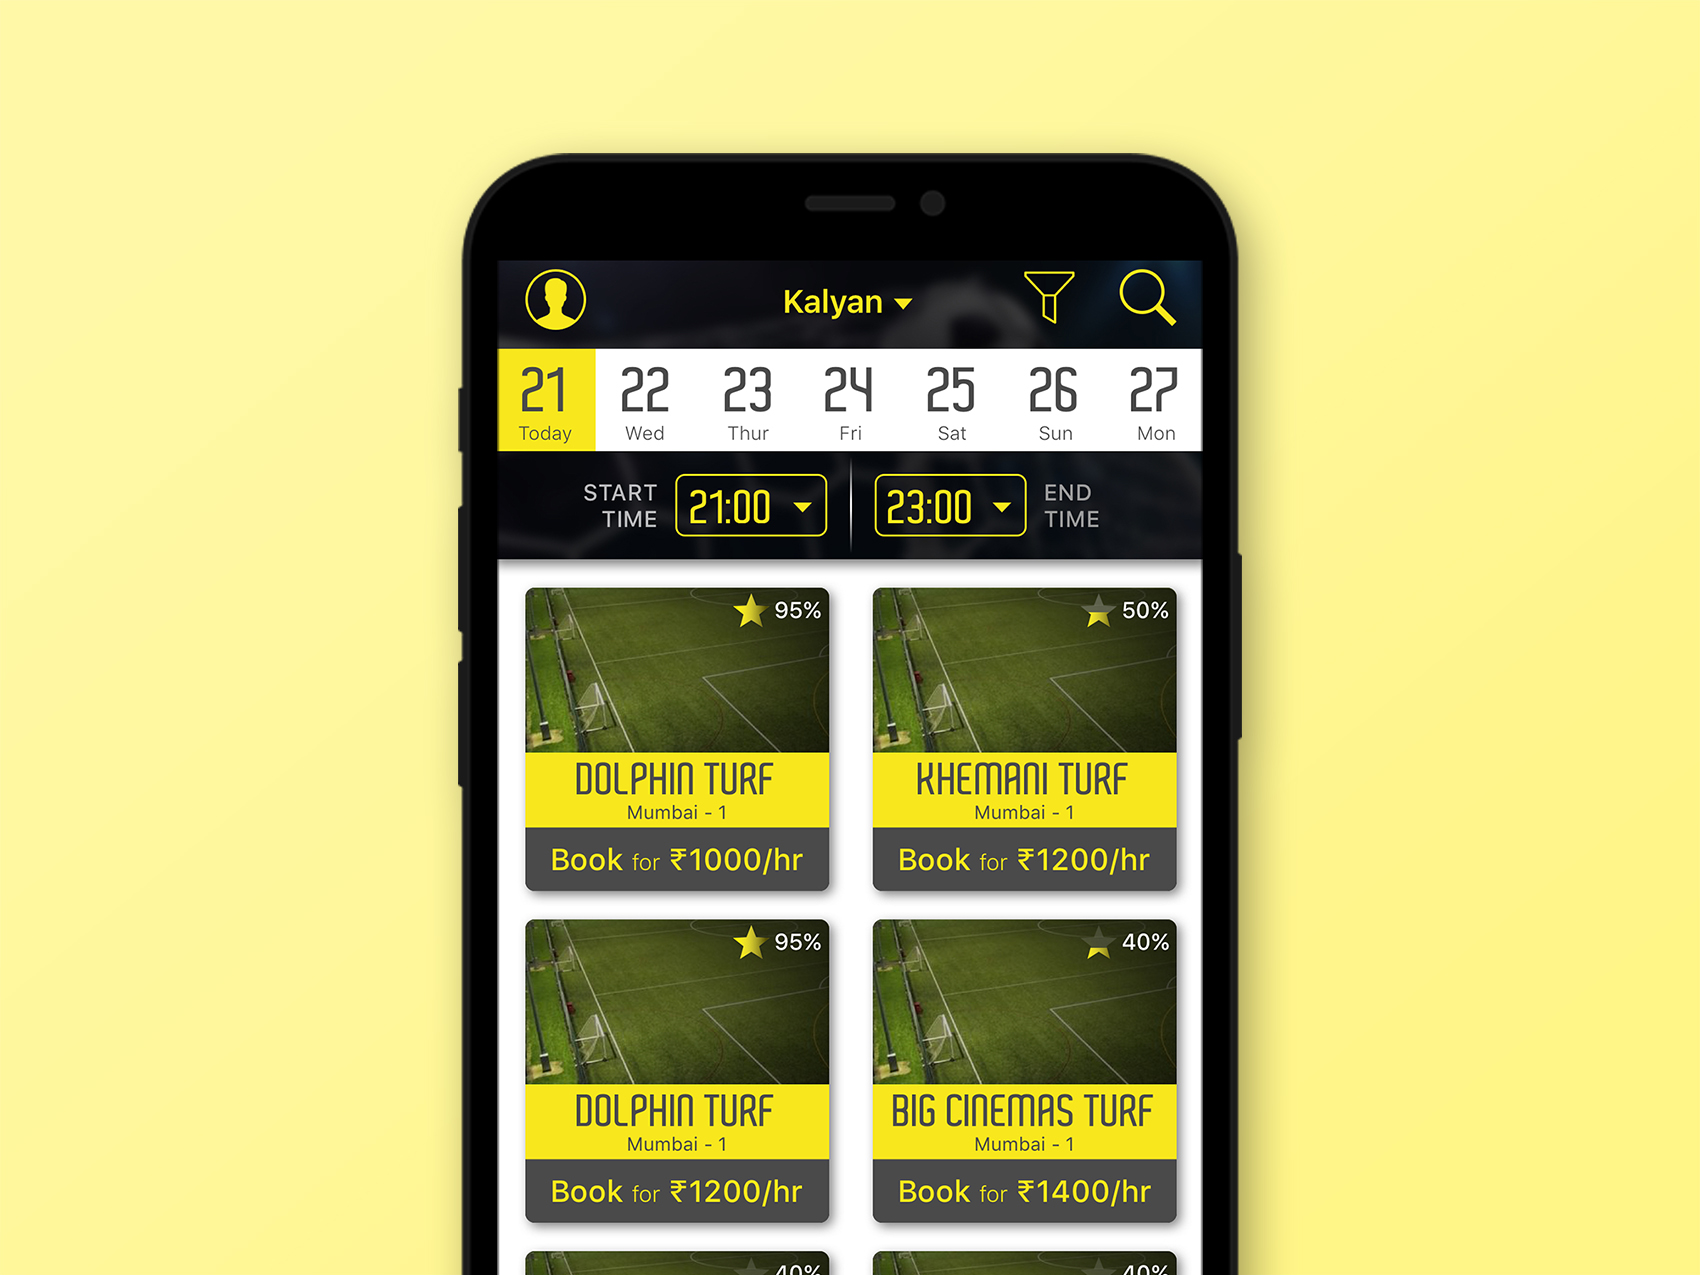 Kalyan
21 22 23 24 25 26 27
Today Wed Thur Fri Sat Sun Mon
START TIME 21:00 23:00 END TIME
95%
DOLPHIN TURF
Mumbai - 1
Book for ₹1000/hr
50%
KHEMANI TURF
Mumbai - 1
Book for ₹1200/hr
95%
DOLPHIN TURF
Mumbai - 1
Book for ₹1200/hr
40%
BIG CINEMAS TURF
Mumbai - 1
Book for ₹1400/hr
40%
40%